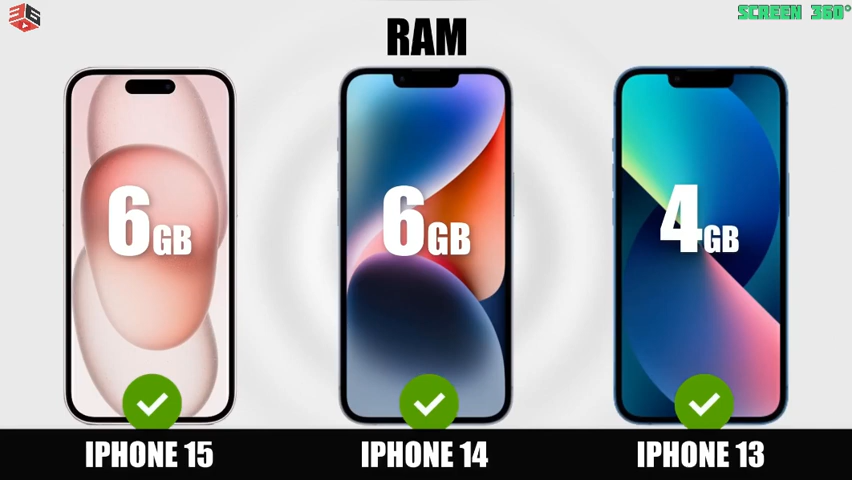 SCREEN 360°
RAM
6GB
6GB
4GB
IPHONE 15
IPHONE 14
IPHONE 13